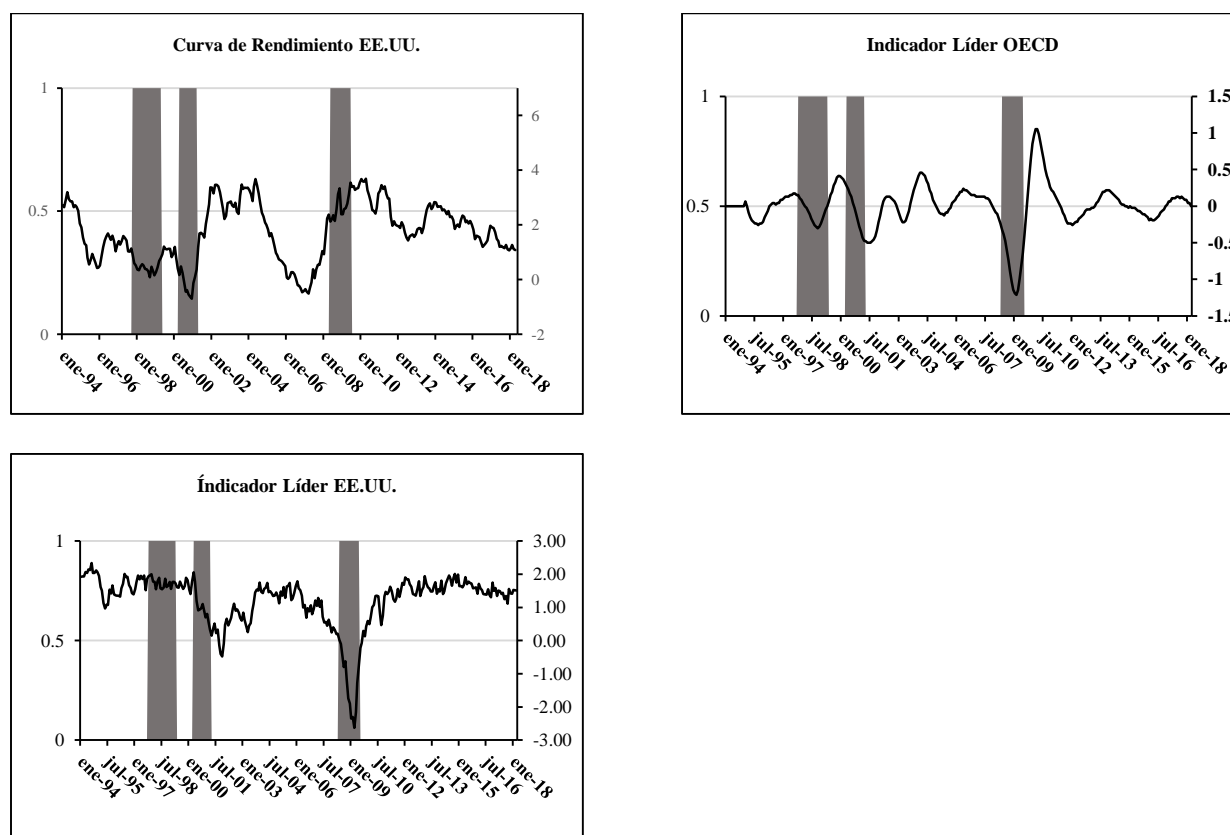 Curva de Rendimiento EE.UU.
1
0.5
0
6
4
2
0
-2
ene-94
ene-96
ene-98
ene-00
ene-02
ene-04
ene-06
ene-08
ene-10
ene-12
ene-14
ene-16
ene-18
Indicador Líder OECD
1
0.5
0
1.5
1
0.5
0
-0.5
-1
-1.5
ene-94
jul-95
ene-97
jul-98
ene-00
jul-01
ene-03
jul-04
ene-06
jul-07
ene-09
jul-10
ene-12
jul-13
ene-15
jul-16
ene-18
Índicador Líder EE.UU.
1
0.5
0
3.00
2.00
1.00
0.00
-1.00
-2.00
-3.00
ene-94
jul-95
ene-97
jul-98
ene-00
jul-01
ene-03
jul-04
ene-06
jul-07
ene-09
jul-10
ene-12
jul-13
ene-15
jul-16
ene-18